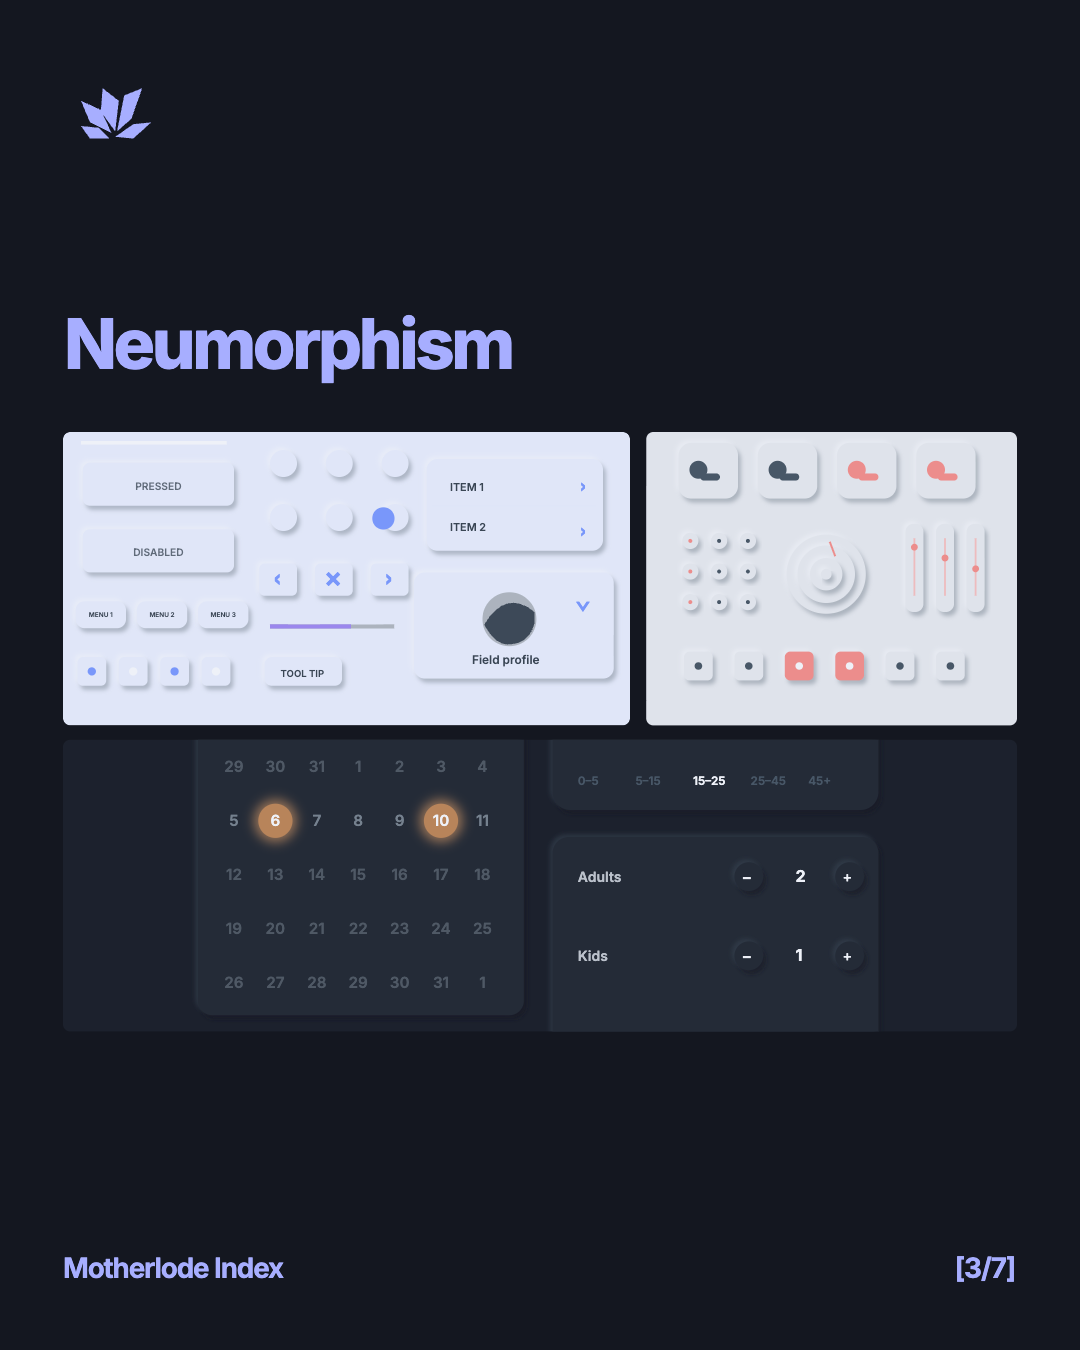 Neumorphism
PRESSED
DISABLED
MENU 1 MENU 2 MENU 3
TOOL TIP
ITEM 1
ITEM 2
Field profile
29 30 31 1 2 3 4
5 6 7 8 9 10 11
12 13 14 15 16 17 18
19 20 21 22 23 24 25
26 27 28 29 30 31 1
0–5 5–15 15–25 25–45 45+
Adults – 2 +
Kids – 1 +
Motherlode Index
[3/7]